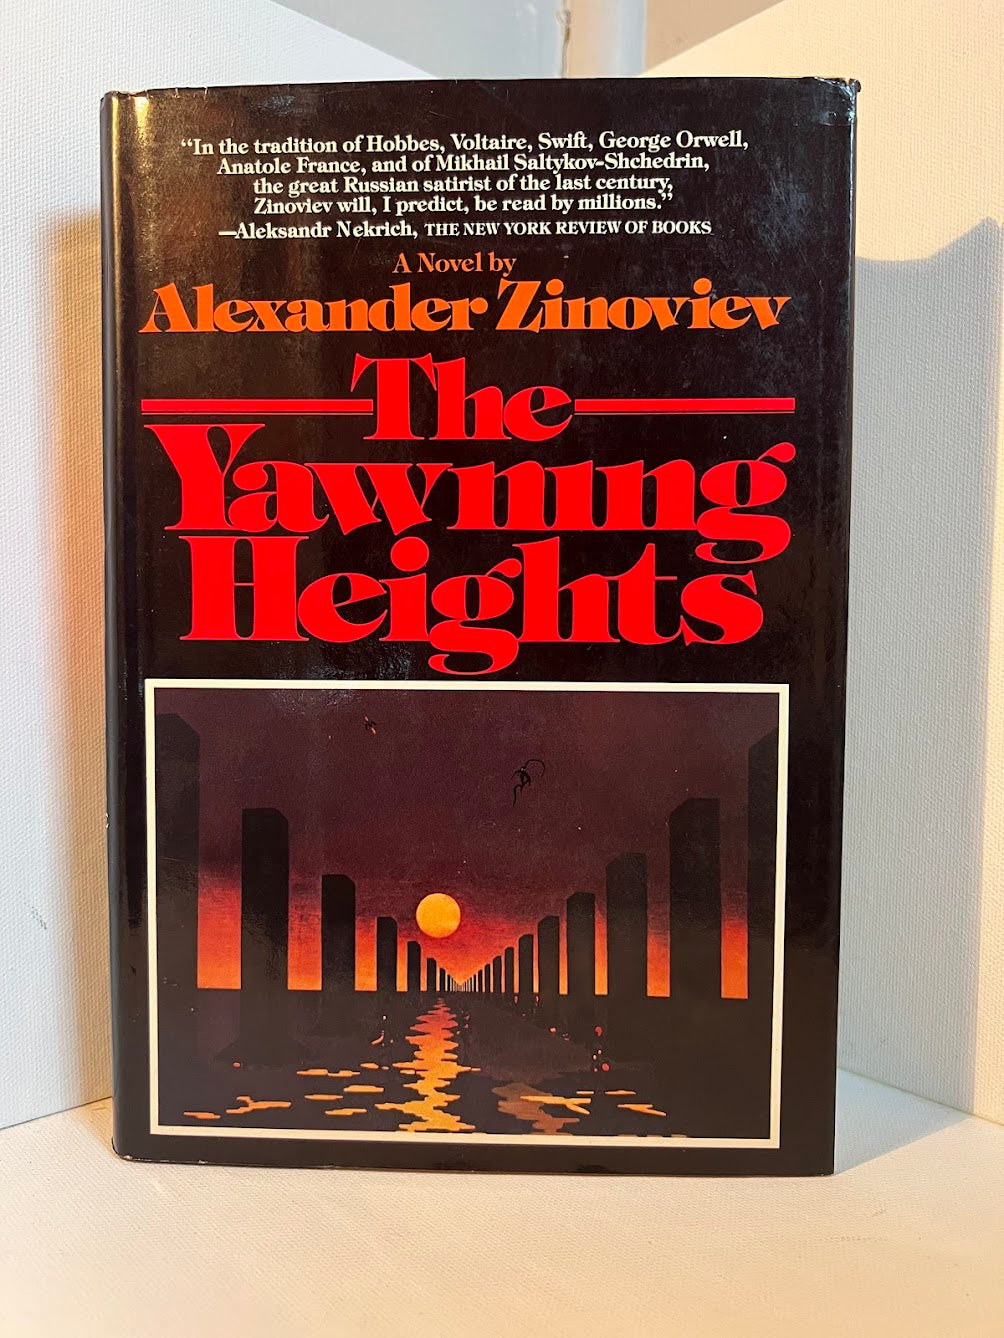 “In the tradition of Hobbes, Voltaire, Swift, George Orwell,
Anatole France, and of Mikhail Saltykov-Shchedrin,
the great Russian satirist of the last century,
Zinoviev will, I predict, be read by millions.”
—Aleksandr Nekrich, THE NEW YORK REVIEW OF BOOKS
A Novel by
Alexander Zinoviev
The
Yawning
Heights